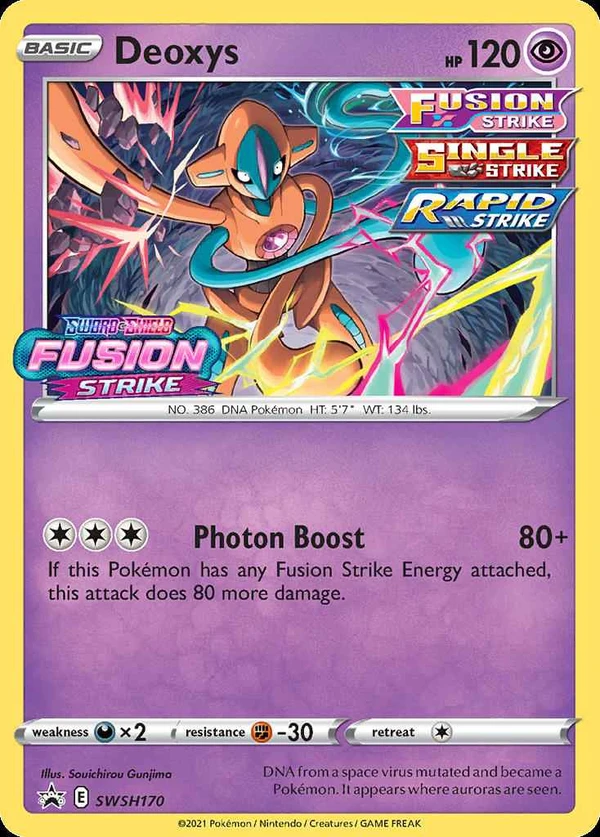 BASIC Deoxys HP 120
FUSION STRIKE
SINGLE STRIKE
RAPID STRIKE
SWORD & SHIELD
FUSION
STRIKE
NO. 386 DNA Pokémon HT: 5'7" WT: 134 lbs.
Photon Boost 80+
If this Pokémon has any Fusion Strike Energy attached,
this attack does 80 more damage.
weakness ×2 resistance -30 retreat
Illus. Souichirou Gunjima
DNA from a space virus mutated and became a
Pokémon. It appears where auroras are seen.
E SWSH170
©2021 Pokémon / Nintendo / Creatures / GAME FREAK